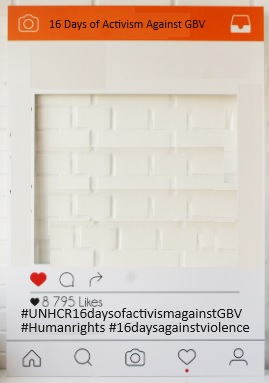 16 Days of Activism Against GBV
8 795 Likes
#UNHCR16daysofactivismagainstGBV
#Humanrights #16daysagainstviolence